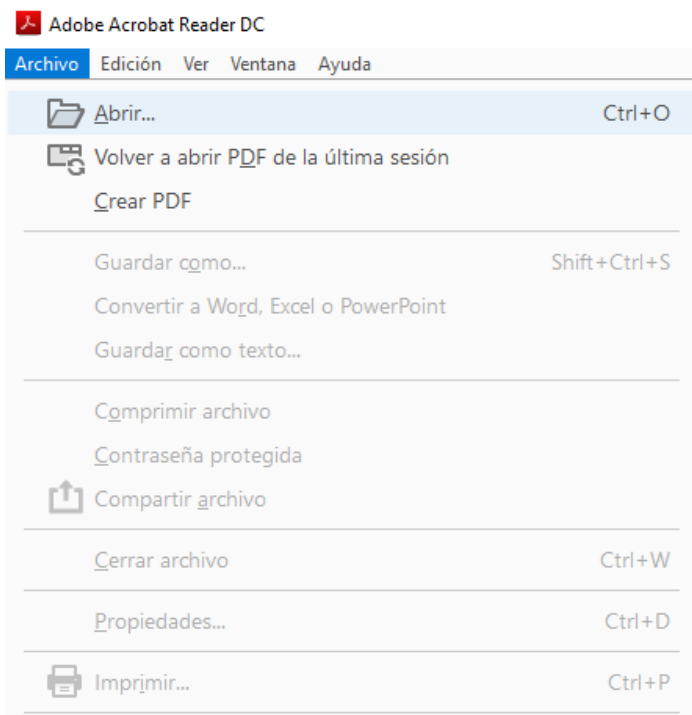 Adobe Acrobat Reader DC
Archivo Edición Ver Ventana Ayuda
Abrir... Ctrl+O
Volver a abrir PDF de la última sesión
Crear PDF
Guardar como... Shift+Ctrl+S
Convertir a Word, Excel o PowerPoint
Guardar como texto...
Comprimir archivo
Contraseña protegida
Compartir archivo
Cerrar archivo Ctrl+W
Propiedades... Ctrl+D
Imprimir... Ctrl+P